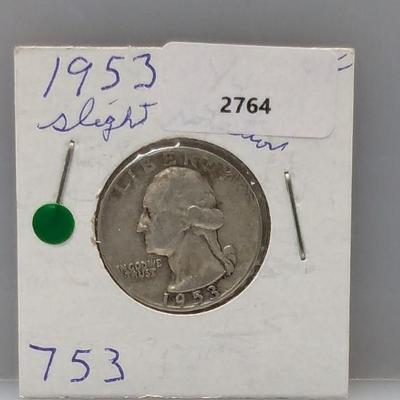 1953
2764
slight
LIBERTY
IN GOD WE
TRUST
1953
753